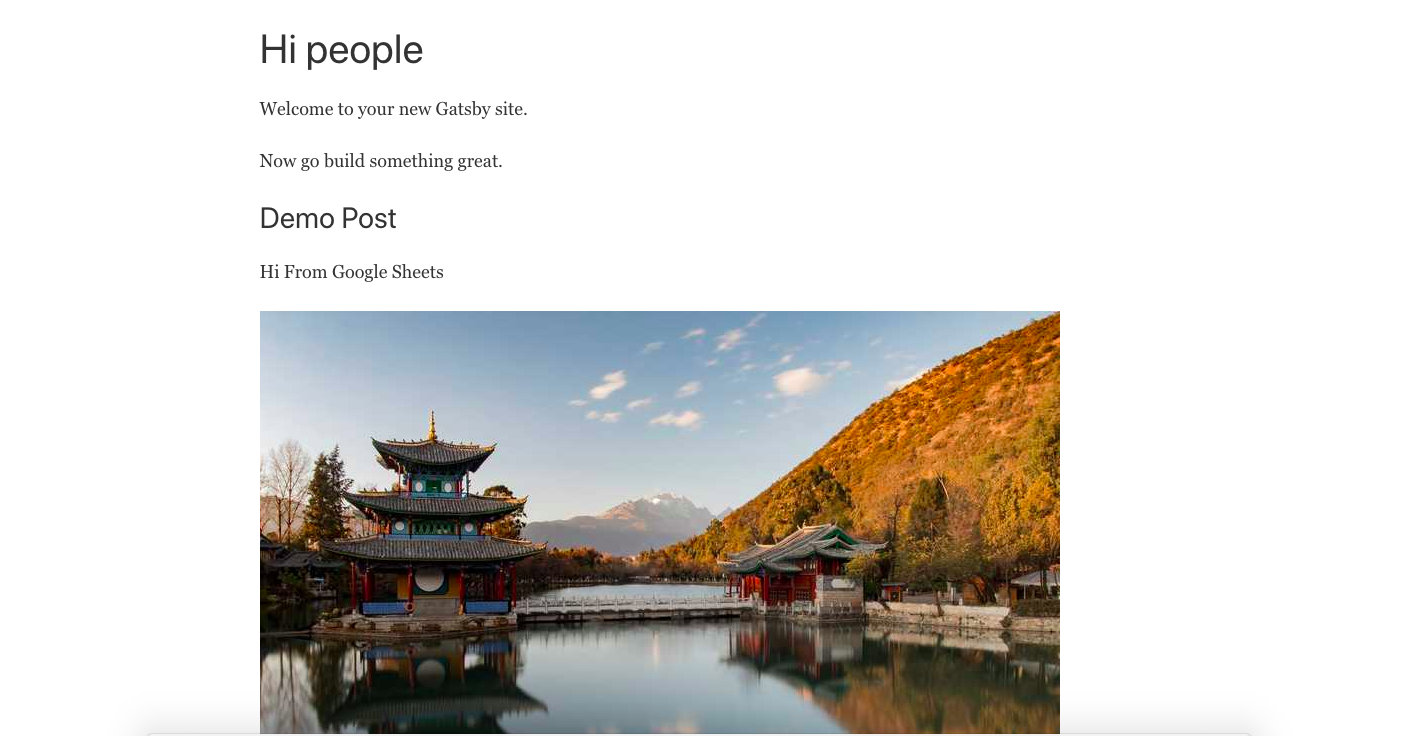 Hi people
Welcome to your new Gatsby site.
Now go build something great.
Demo Post
Hi From Google Sheets